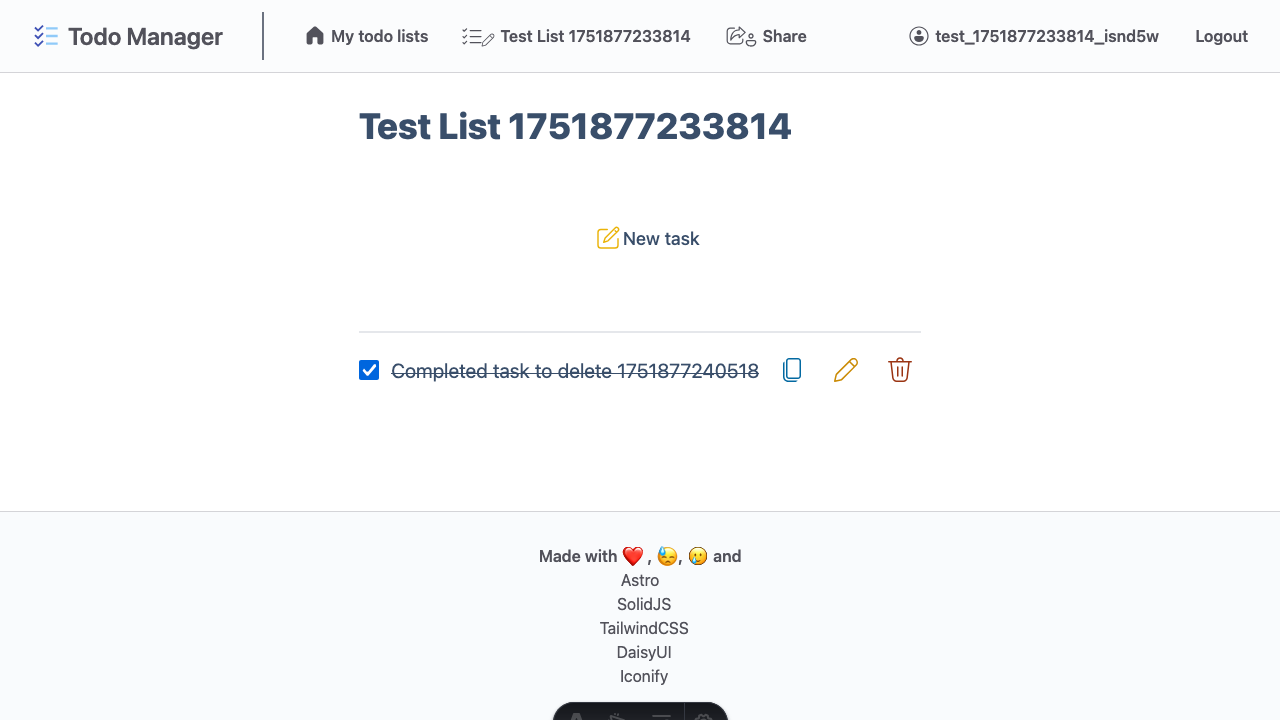 Todo Manager
My todo lists
Test List 1751877233814
Share
test_1751877233814_isnd5w
Logout
Test List 1751877233814
New task
Completed task to delete 1751877240518
Made with ❤️ , 😓, 🥲 and
Astro
SolidJS
TailwindCSS
DaisyUI
Iconify